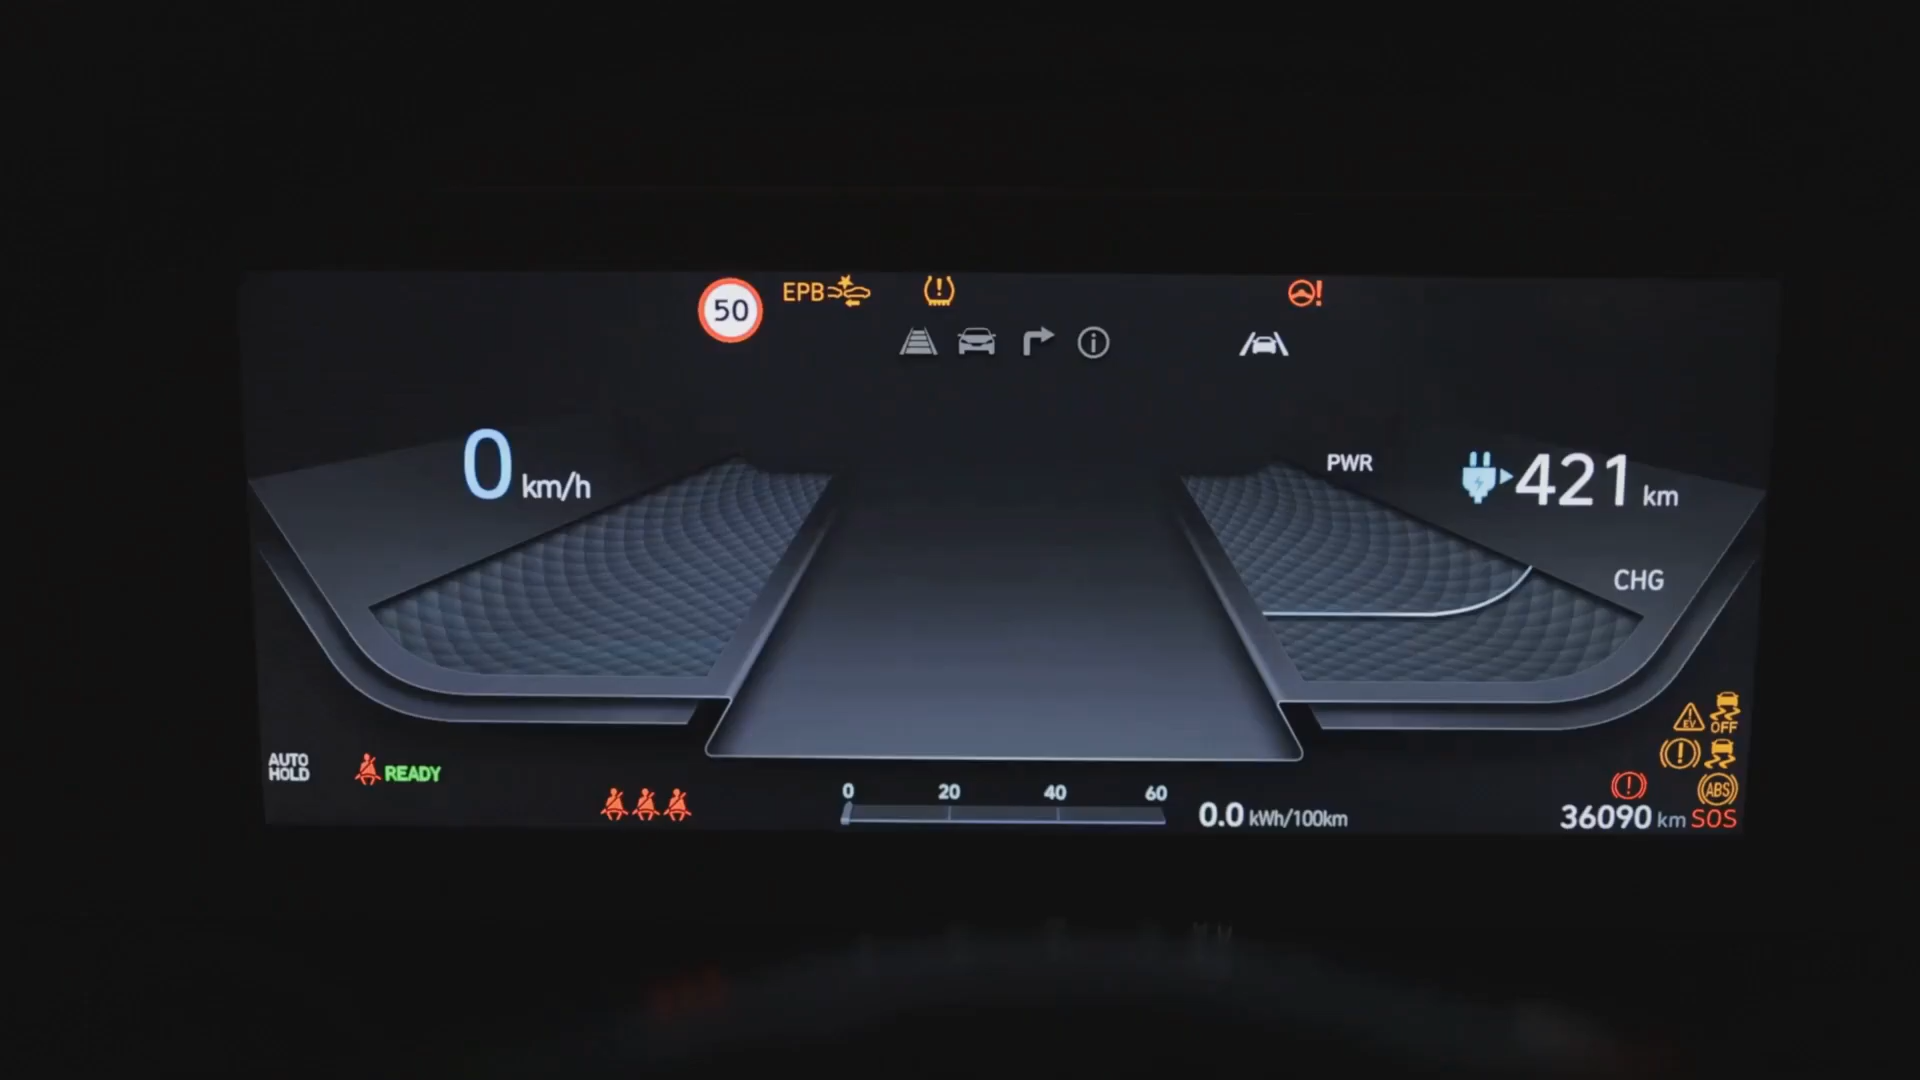 50
EPB
0 km/h
PWR
421 km
CHG
EV
OFF
AUTO
HOLD
READY
ABS
0 20 40 60
0.0 kWh/100km
36090 km SOS